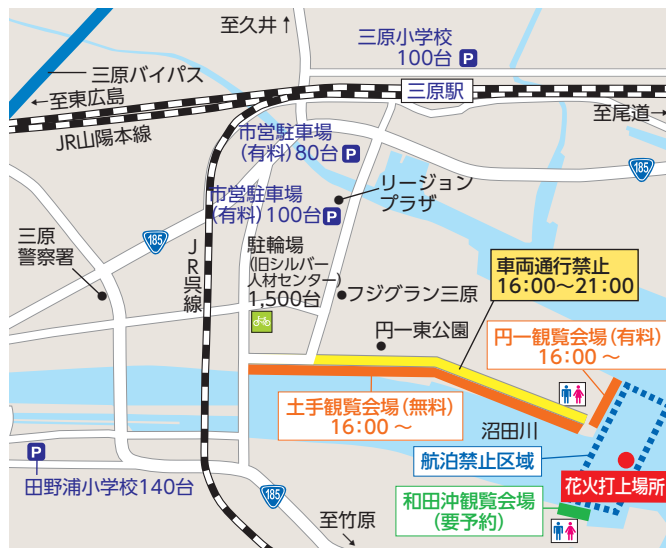 至久井↑
三原小学校
100台 P
三原バイパス
←至東広島
三原駅
JR山陽本線
至尾道→
市営駐車場
(有料)80台 P
185
リージョン
プラザ
市営駐車場
(有料)100台 P
185
三原
警察署
JR呉線
駐輪場
(旧シルバー
人材センター)
1,500台
フジグラン三原
車両通行禁止
16:00〜21:00
円一東公園
円一観覧会場(有料)
16:00〜
土手観覧会場(無料)
16:00〜
沼田川
航泊禁止区域
花火打上場所
P
田野浦小学校140台
185
和田沖観覧会場
(要予約)
至竹原
↘